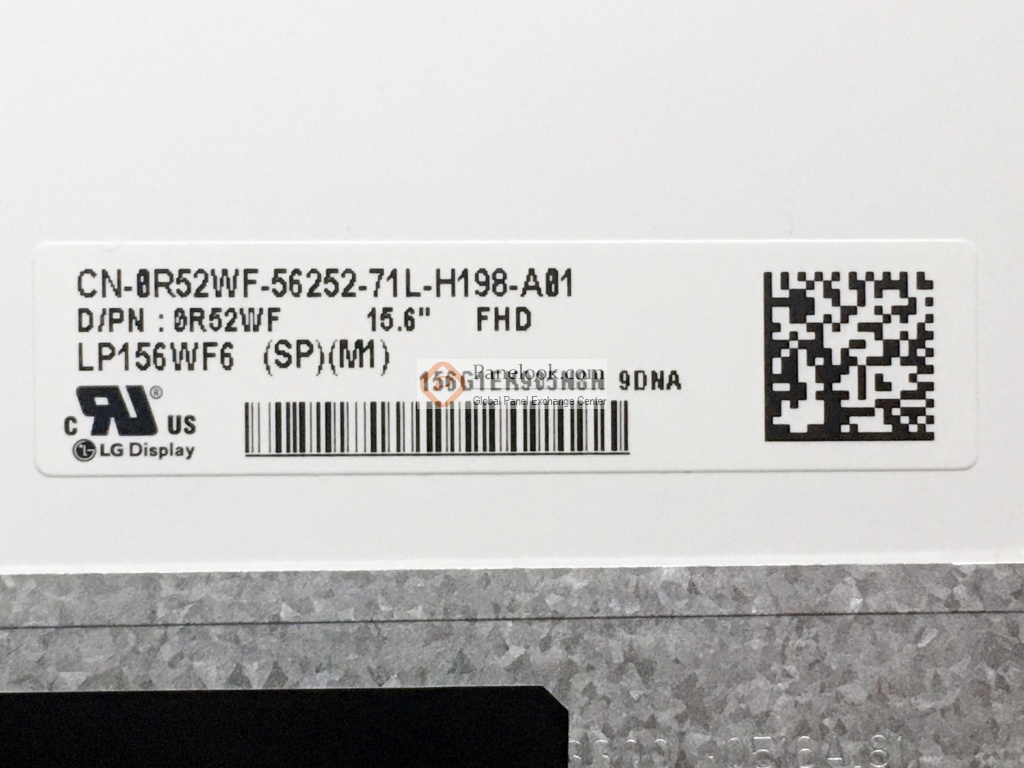 CN-0R52WF-56252-71L-H198-A01
D/PN : 0R52WF 15.6" FHD
LP156WF6 (SP)(M1)
Panelook.com
9DNA
Global Panel Exchange Center
C RU ® US
LG Display